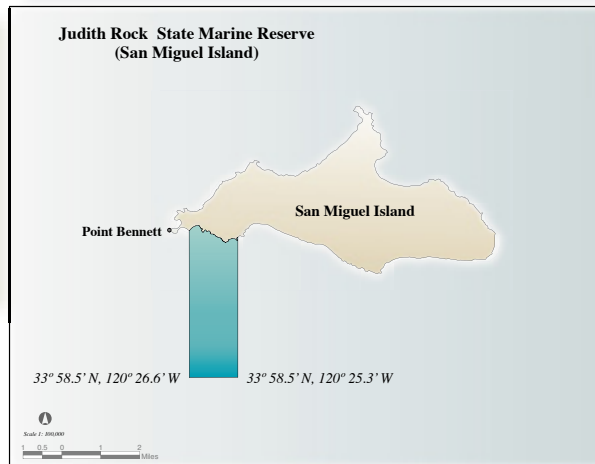 Judith Rock State Marine Reserve
(San Miguel Island)
San Miguel Island
Point Bennett
33º 58.5’ N, 120º 26.6’ W
33º 58.5’ N, 120º 25.3’ W
Scale 1: 100,000
1 0.5 0 1 2
Miles